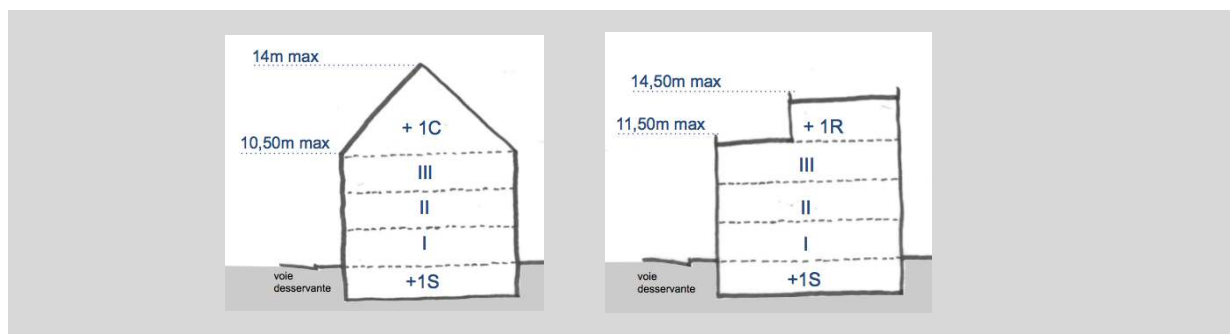 14m max
+ 1C
10,50m max
III
II
I
voie
desservante
+1S
14,50m max
+ 1R
11,50m max
III
II
I
voie
desservante
+1S